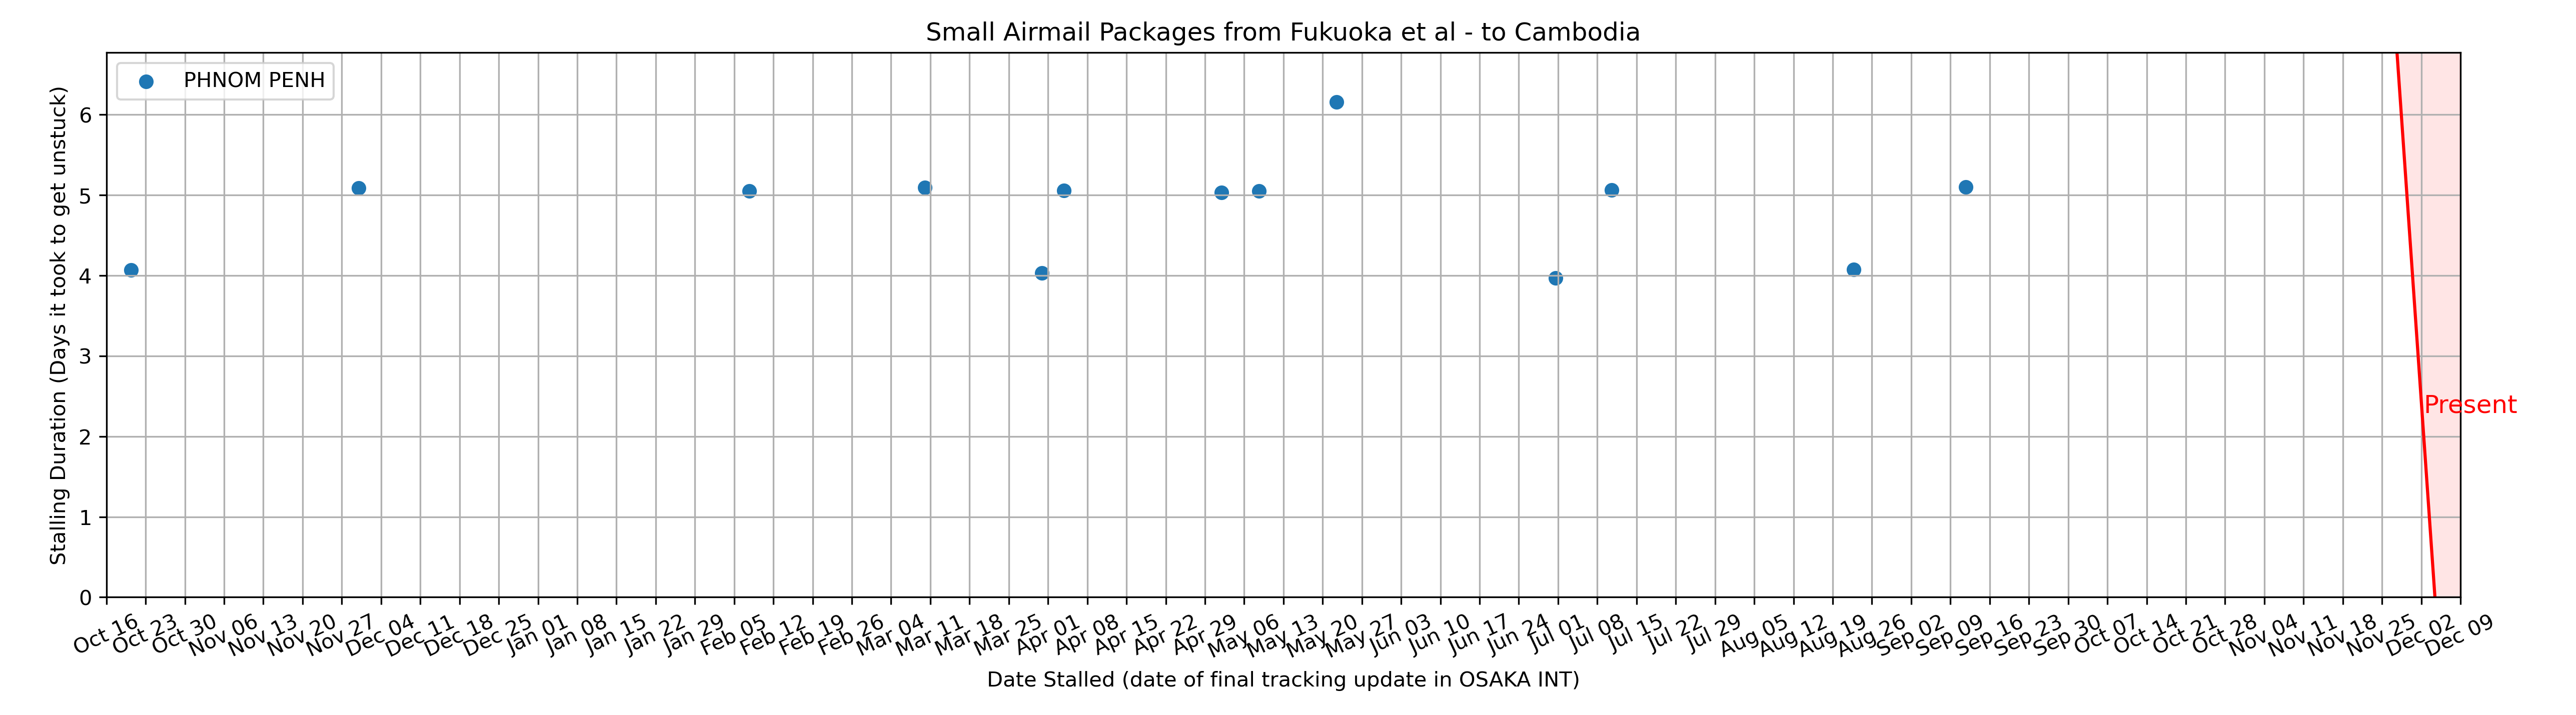 Small Airmail Packages from Fukuoka et al - to Cambodia
PHNOM PENH
Stalling Duration (Days it took to get unstuck)
6
5
4
3
2
1
0
Present
Oct 16
Oct 23
Oct 30
Nov 06
Nov 13
Nov 20
Nov 27
Dec 04
Dec 11
Dec 18
Dec 25
Jan 01
Jan 08
Jan 15
Jan 22
Jan 29
Feb 05
Feb 12
Feb 19
Feb 26
Mar 04
Mar 11
Mar 18
Mar 25
Apr 01
Apr 08
Apr 15
Apr 22
Apr 29
May 06
May 13
May 20
May 27
Jun 03
Jun 10
Jun 17
Jun 24
Jul 01
Jul 08
Jul 15
Jul 22
Jul 29
Aug 05
Aug 12
Aug 19
Aug 26
Sep 02
Sep 09
Sep 16
Sep 23
Sep 30
Oct 07
Oct 14
Oct 21
Oct 28
Nov 04
Nov 11
Nov 18
Nov 25
Dec 02
Dec 09
Date Stalled (date of final tracking update in OSAKA INT)